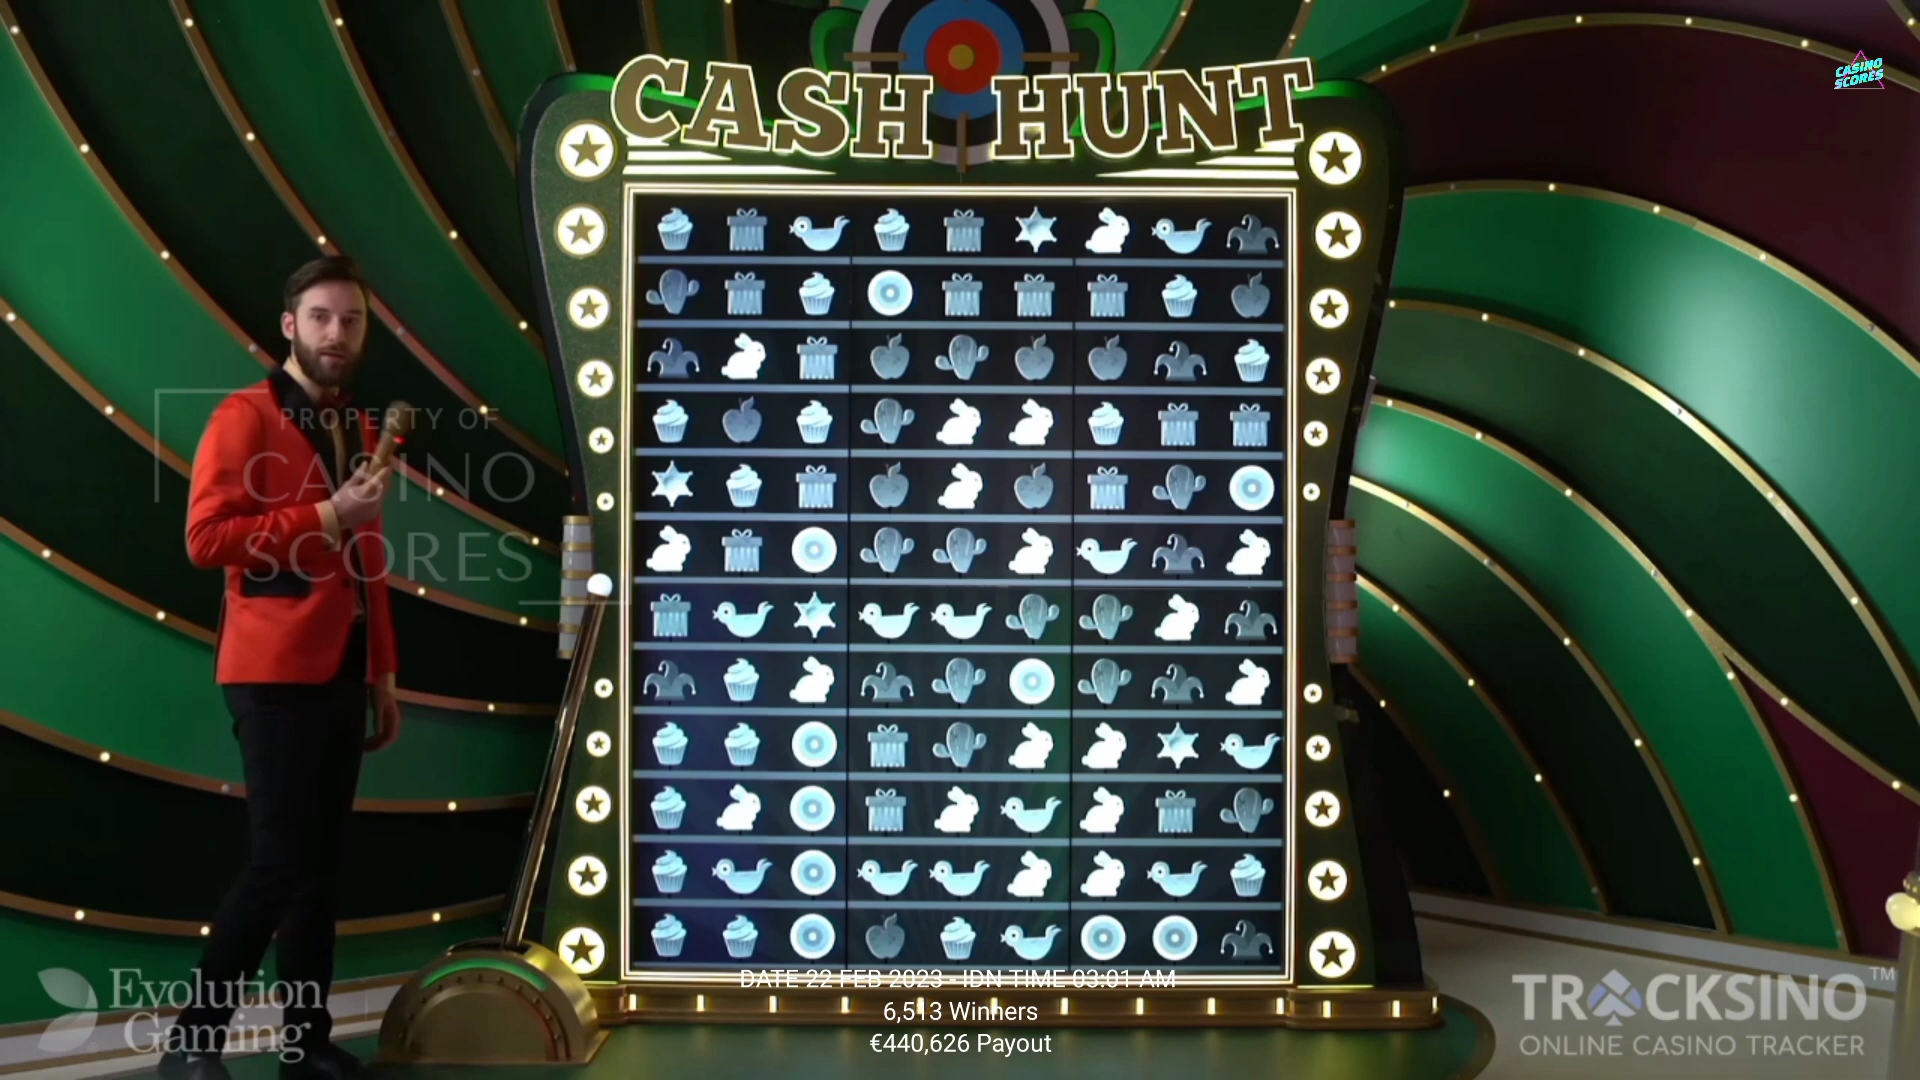 CASINO
SCORES
CASH HUNT
PROPERTY OF
CASINO
SCORES
DATE 22 FEB 2023 - IDN TIME 03:01 AM
6,513 Winners
€440,626 Payout
Evolution
Gaming
TRACKSINO™
ONLINE CASINO TRACKER